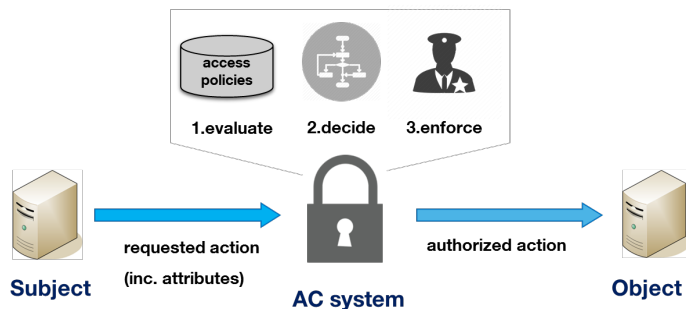 access
policies
1.evaluate
2.decide
3.enforce
requested action
(inc. attributes)
authorized action
Subject
AC system
Object